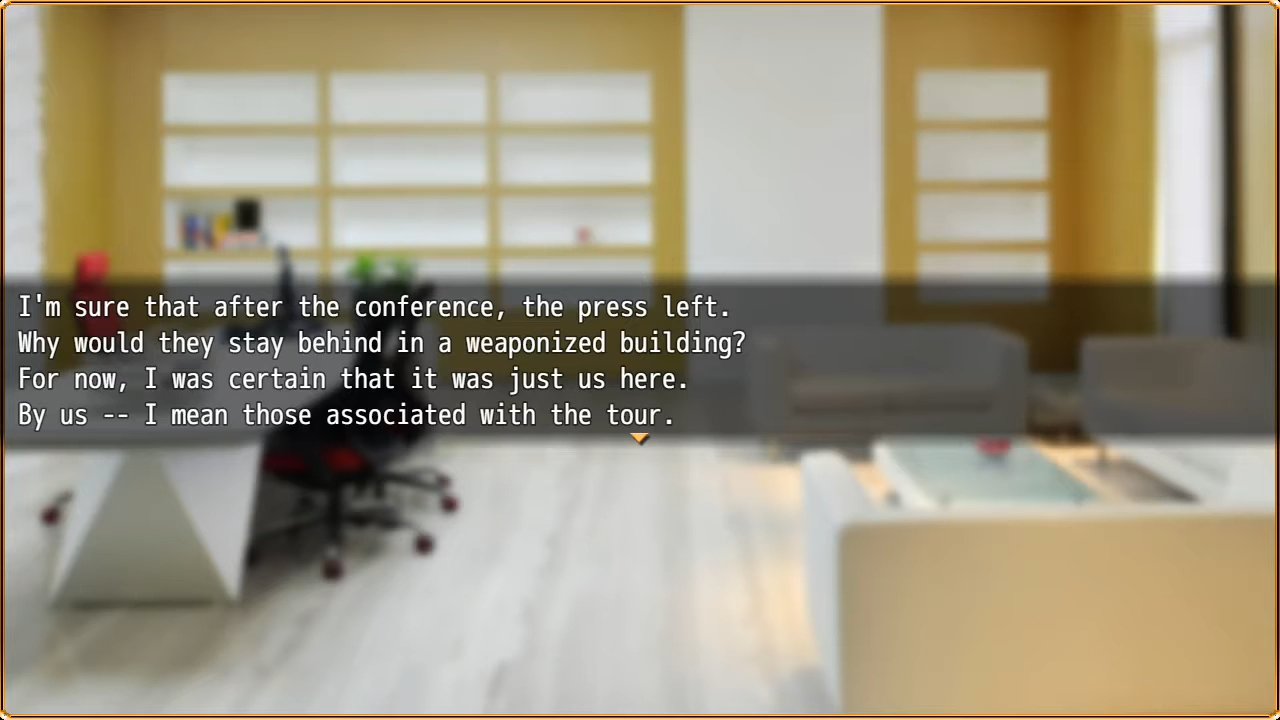 I'm sure that after the conference, the press left.
Why would they stay behind in a weaponized building?
For now, I was certain that it was just us here.
By us -- I mean those associated with the tour.